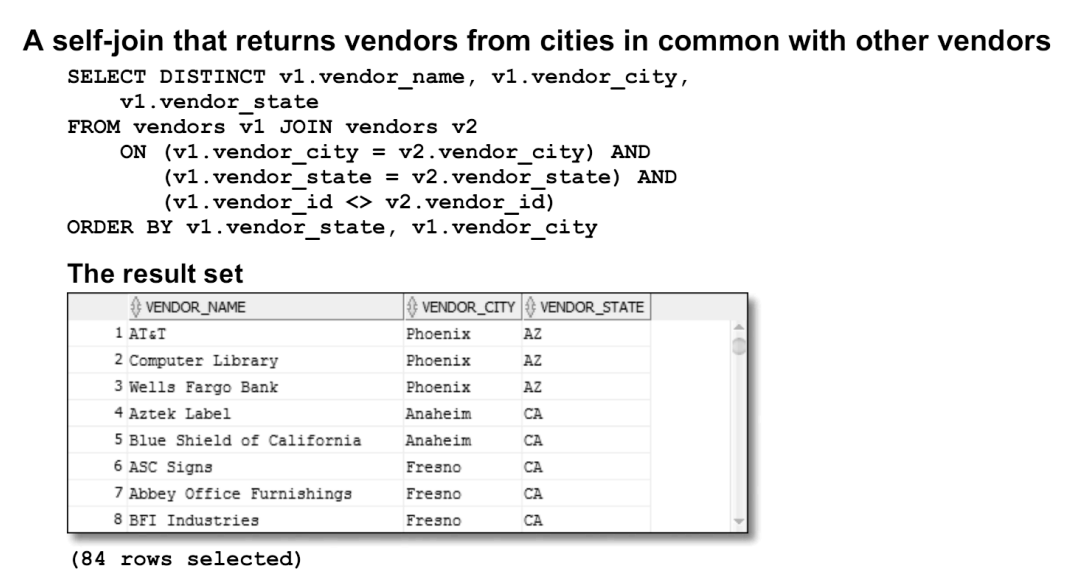 A self-join that returns vendors from cities in common with other vendors
SELECT DISTINCT v1.vendor_name, v1.vendor_city,
v1.vendor_state
FROM vendors v1 JOIN vendors v2
ON (v1.vendor_city = v2.vendor_city) AND
(v1.vendor_state = v2.vendor_state) AND
(v1.vendor_id <> v2.vendor_id)
ORDER BY v1.vendor_state, v1.vendor_city
The result set
VENDOR_NAME VENDOR_CITY VENDOR_STATE
1 AT&T Phoenix AZ
2 Computer Library Phoenix AZ
3 Wells Fargo Bank Phoenix AZ
4 Aztek Label Anaheim CA
5 Blue Shield of California Anaheim CA
6 ASC Signs Fresno CA
7 Abbey Office Furnishings Fresno CA
8 BFI Industries Fresno CA
(84 rows selected)